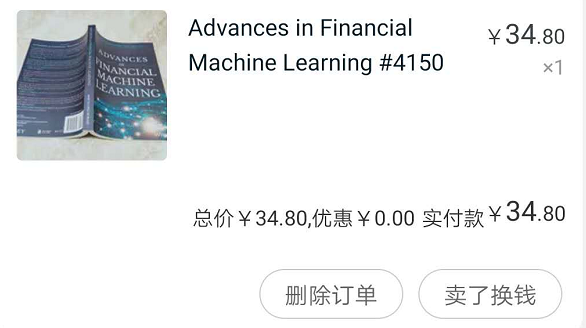 Advances in Financial
Machine Learning #4150
￥34.80
×1
ADVANCES
in
FINANCIAL
MACHINE
LEARNING
总价￥34.80,优惠￥0.00 实付款￥34.80
删除订单
卖了换钱